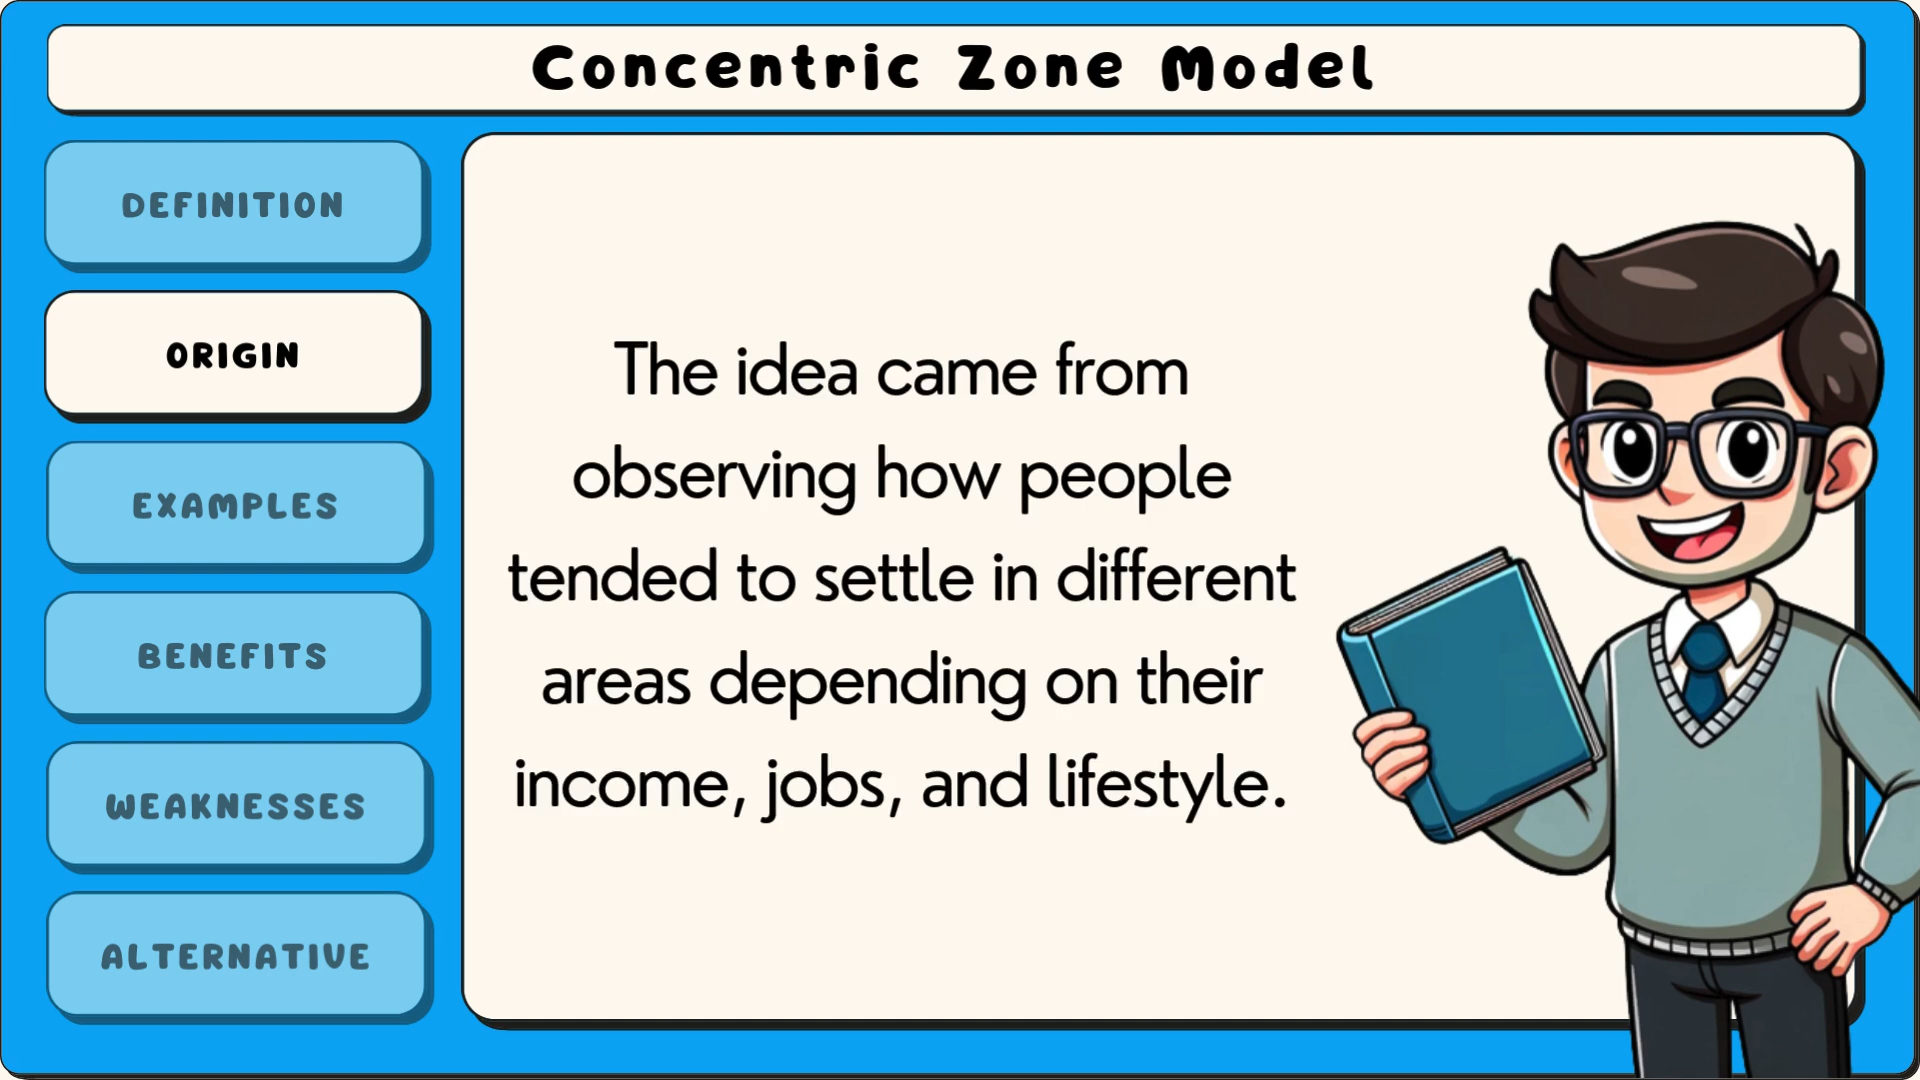 Concentric Zone Model
DEFINITION
ORIGIN
EXAMPLES
BENEFITS
WEAKNESSES
ALTERNATIVE
The idea came from
observing how people
tended to settle in different
areas depending on their
income, jobs, and lifestyle.